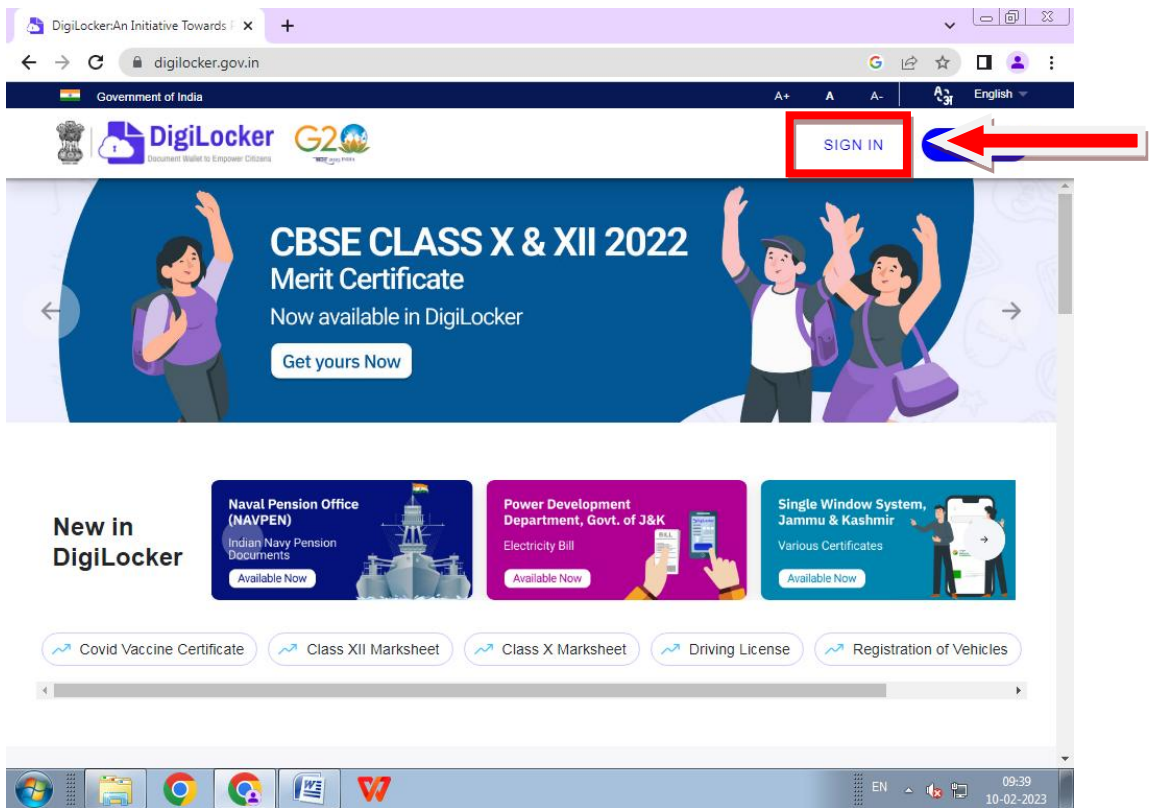 DigiLocker:An Initiative Towards
digilocker.gov.in
Government of India
A+ A A- English
DigiLocker
Document Wallet to Empower Citizens
G20
SIGN IN
CBSE CLASS X & XII 2022
Merit Certificate
Now available in DigiLocker
Get yours Now
New in
DigiLocker
Naval Pension Office
(NAVPEN)
Indian Navy Pension
Documents
Available Now
Power Development
Department, Govt. of J&K
Electricity Bill
Available Now
BILL
Single Window System,
Jammu & Kashmir
Various Certificates
Available Now
Covid Vaccine Certificate
Class XII Marksheet
Class X Marksheet
Driving License
Registration of Vehicles
EN
09:39
10-02-2023